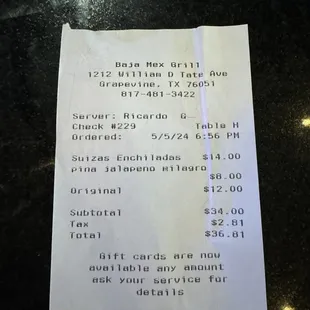 Baja Mex Grill
1212 William D Tate Ave
Grapevine, TX 76051
817-481-3422
Server: Ricardo G
Check #229 Table H
Ordered: 5/5/24 6:56 PM
Suizas Enchiladas $14.00
pina jalapeno milagro
$8.00
Original $12.00
Subtotal $34.00
Tax $2.81
Total $36.81
Gift cards are now
available any amount
ask your service for
details